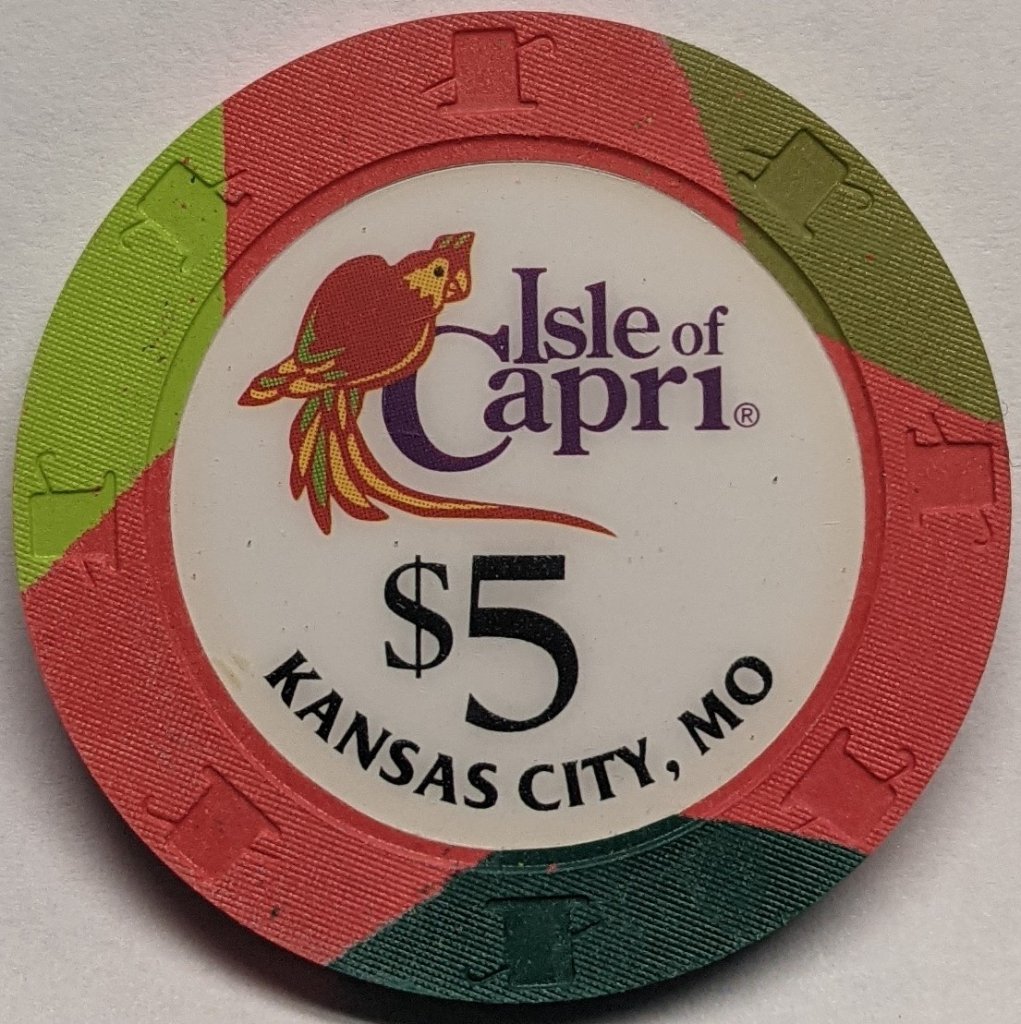 Isle of
Capri®
$5
KANSAS CITY, MO